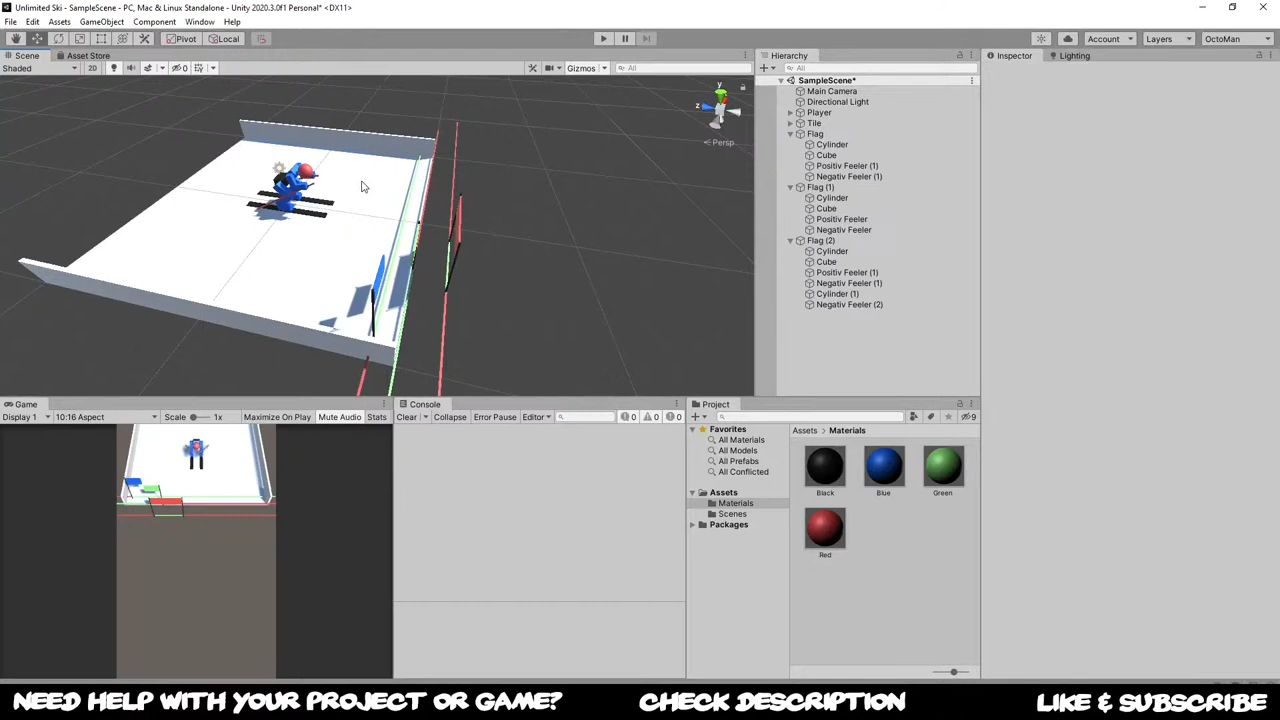 Unlimited Ski - SampleScene - PC, Mac & Linux Standalone - Unity 2020.3.0f1 Personal* <DX11>
File Edit Assets GameObject Component Window Help
Pivot Local Account Layers OctoMan
Scene Asset Store
Shaded 2D 0 Gizmos All
y
z
Persp
Hierarchy
All
SampleScene*
Main Camera
Directional Light
Player
Tile
Flag
Cylinder
Cube
Positiv Feeler (1)
Negativ Feeler (1)
Flag (1)
Cylinder
Cube
Positiv Feeler
Negativ Feeler
Flag (2)
Cylinder
Cube
Positiv Feeler (1)
Negativ Feeler (1)
Cylinder (1)
Negativ Feeler (2)
Inspector Lighting
Game
Display 1 10:16 Aspect Scale 1x Maximize On Play Mute Audio Stats
Console
Clear Collapse Error Pause Editor 0 0 0
Project
9
Favorites
All Materials
All Models
All Prefabs
All Conflicted
Assets
Materials
Scenes
Packages
Assets Materials
Black Blue Green
Red
NEED HELP WITH YOUR PROJECT OR GAME? CHECK DESCRIPTION LIKE & SUBSCRIBE